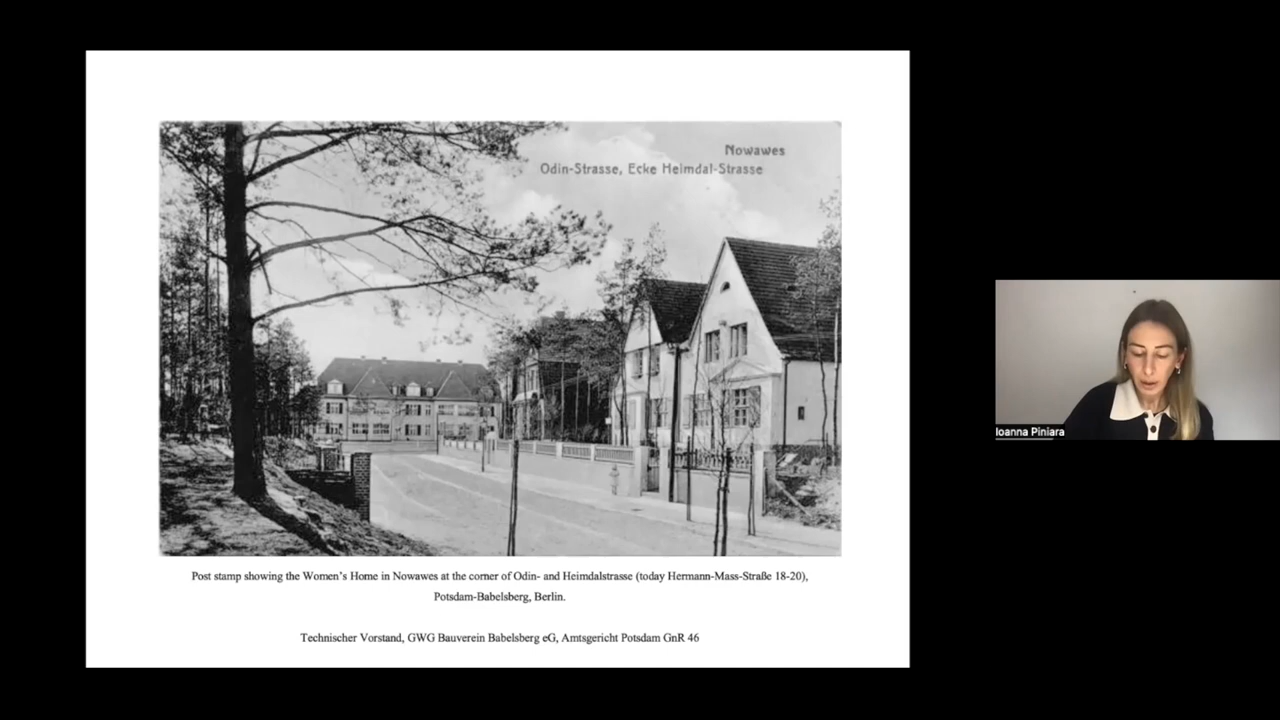 Nowawes
Odin-Strasse, Ecke Heimdal-Strasse
Post stamp showing the Women's Home in Nowawes at the corner of Odin- and Heimdalstrasse (today Hermann-Mass-Straße 18-20),
Potsdam-Babelsberg, Berlin.
Technischer Vorstand, GWG Bauverein Babelsberg eG, Amtsgericht Potsdam GnR 46
Ioanna Piniara